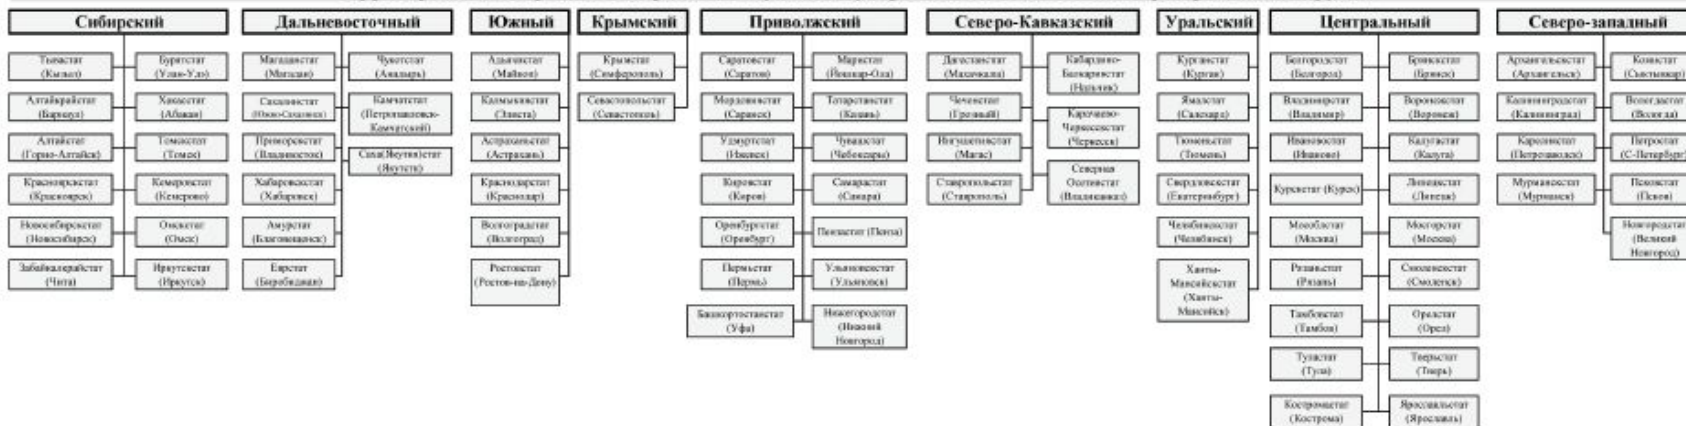 Сибирский
Тывастат
(Кызыл)
Бурятстат
(Улан-Удэ)
Алтайкрайстат
(Барнаул)
Хакасстат
(Абакан)
Алтайстат
(Горно-Алтайск)
Томскстат
(Томск)
Красноярскстат
(Красноярск)
Кемеровостат
(Кемерово)
Новосибирскстат
(Новосибирск)
Омскстат
(Омск)
Забайкалкрайстат
(Чита)
Иркутскстат
(Иркутск)
Дальневосточный
Магаданстат
(Магадан)
Чукотстат
(Анадырь)
Сахалинстат
Камчатстат
(Петропавловск-
Камчатский)
Приморскстат
(Владивосток)
Саха(Якутия)стат
(Якутск)
Хабаровскстат
(Хабаровск)
Амурстат
(Благовещенск)
Еврстат
(Биробиджан)
Южный
Адыгеястат
(Майкоп)
Калмыкиястат
(Элиста)
Астраханьстат
(Астрахань)
Краснодарстат
(Краснодар)
Волгоградстат
(Волгоград)
Ростовстат
(Ростов-на-Дону)
Крымский
Крымстат
(Симферополь)
Севастопольстат
(Севастополь)
Приволжский
Саратовстат
(Саратов)
Маристат
(Йошкар-Ола)
Мордовиястат
(Саранск)
Татарстанстат
(Казань)
Удмуртстат
(Ижевск)
Чувашстат
(Чебоксары)
Кировстат
(Киров)
Самарастат
(Самара)
Оренбургстат
(Оренбург)
Пензастат (Пенза)
Пермьстат
(Пермь)
Ульяновскстат
(Ульяновск)
Башкортостанстат
(Уфа)
Нижегородстат
(Нижний
Новгород)
Северо-Кавказский
Дагестанстат
(Махачкала)
Кабардино-
Балкариястат
(Нальчик)
Чеченстат
(Грозный)
Карачаево-
Черкесскстат
(Черкесск)
Ингушетиястат
(Магас)
Северная
Осетиястат
(Владикавказ)
Ставропольстат
(Ставрополь)
Уральский
Курганстат
(Курган)
Ямалстат
(Салехард)
Тюменьстат
(Тюмень)
Свердловскстат
(Екатеринбург)
Челябинскстат
(Челябинск)
Ханты-
Мансийскстат
(Ханты-
Мансийск)
Центральный
Белгородстат
(Белгород)
Брянскстат
(Брянск)
Владимирстат
(Владимир)
Воронежстат
(Воронеж)
Ивановостат
(Иваново)
Калугастат
(Калуга)
Курскстат (Курск)
Липецкстат
(Липецк)
Мособлстат
(Москва)
Мосгорстат
(Москва)
Рязаньстат
(Рязань)
Смоленскстат
(Смоленск)
Тамбовстат
(Тамбов)
Орелстат
(Орел)
Туластат
(Тула)
Тверьстат
(Тверь)
Костромастат
(Кострома)
Ярославльстат
(Ярославль)
Северо-западный
Архангельскстат
(Архангельск)
Комистат
(Сыктывкар)
Калининградстат
(Калининград)
Вологдастат
(Вологда)
Карелиястат
(Петрозаводск)
Петростат
(С-Петербург)
Мурманскстат
(Мурманск)
Псковстат
(Псков)
Новгородстат
(Великий
Новгород)